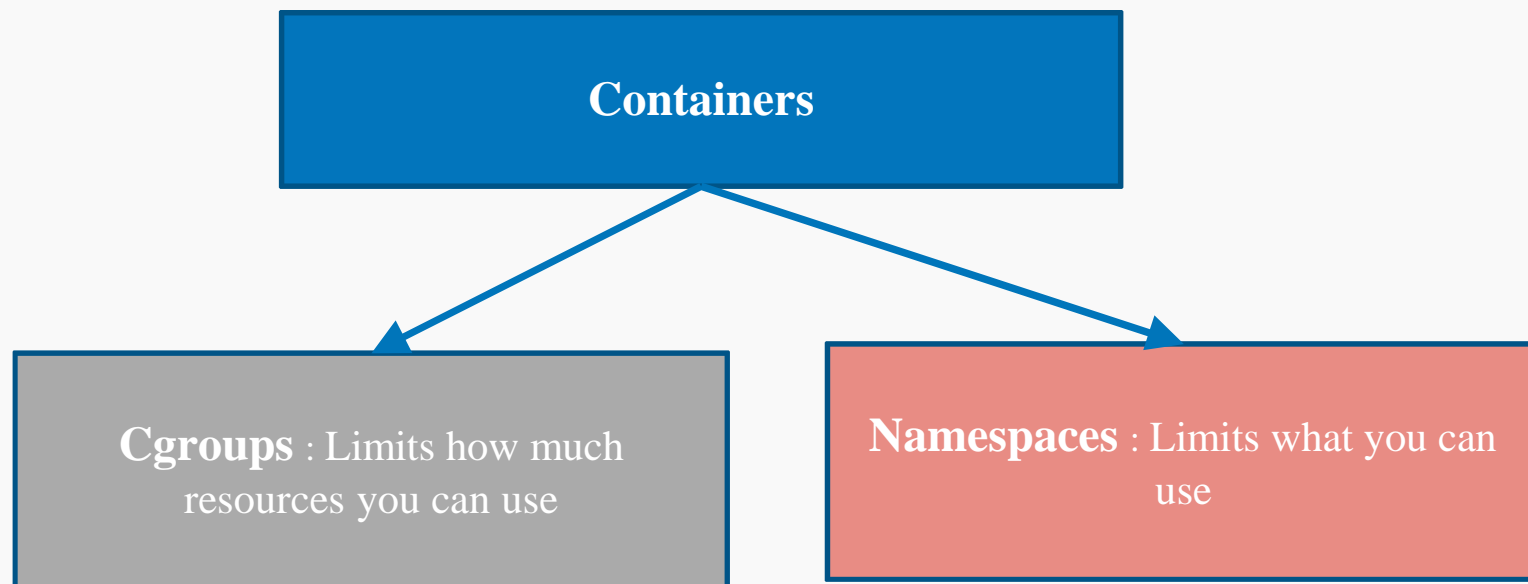 Containers
Cgroups : Limits how much
resources you can use
Namespaces : Limits what you can
use